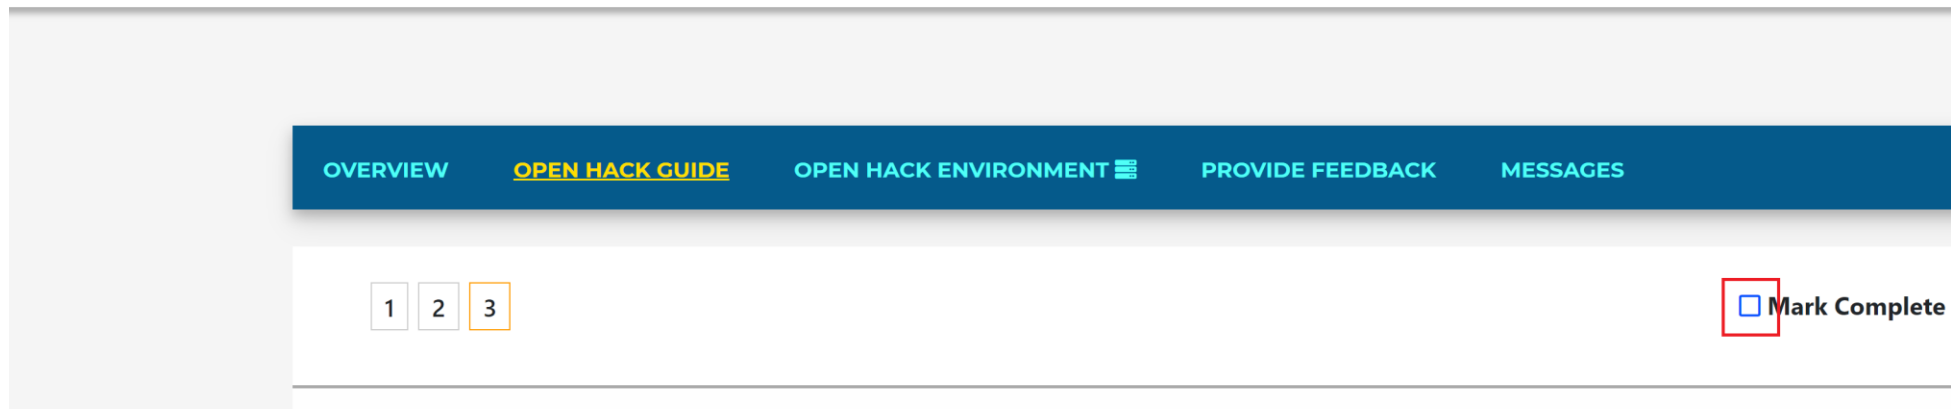 OVERVIEW OPEN HACK GUIDE OPEN HACK ENVIRONMENT PROVIDE FEEDBACK MESSAGES
1 2 3 Mark Complete